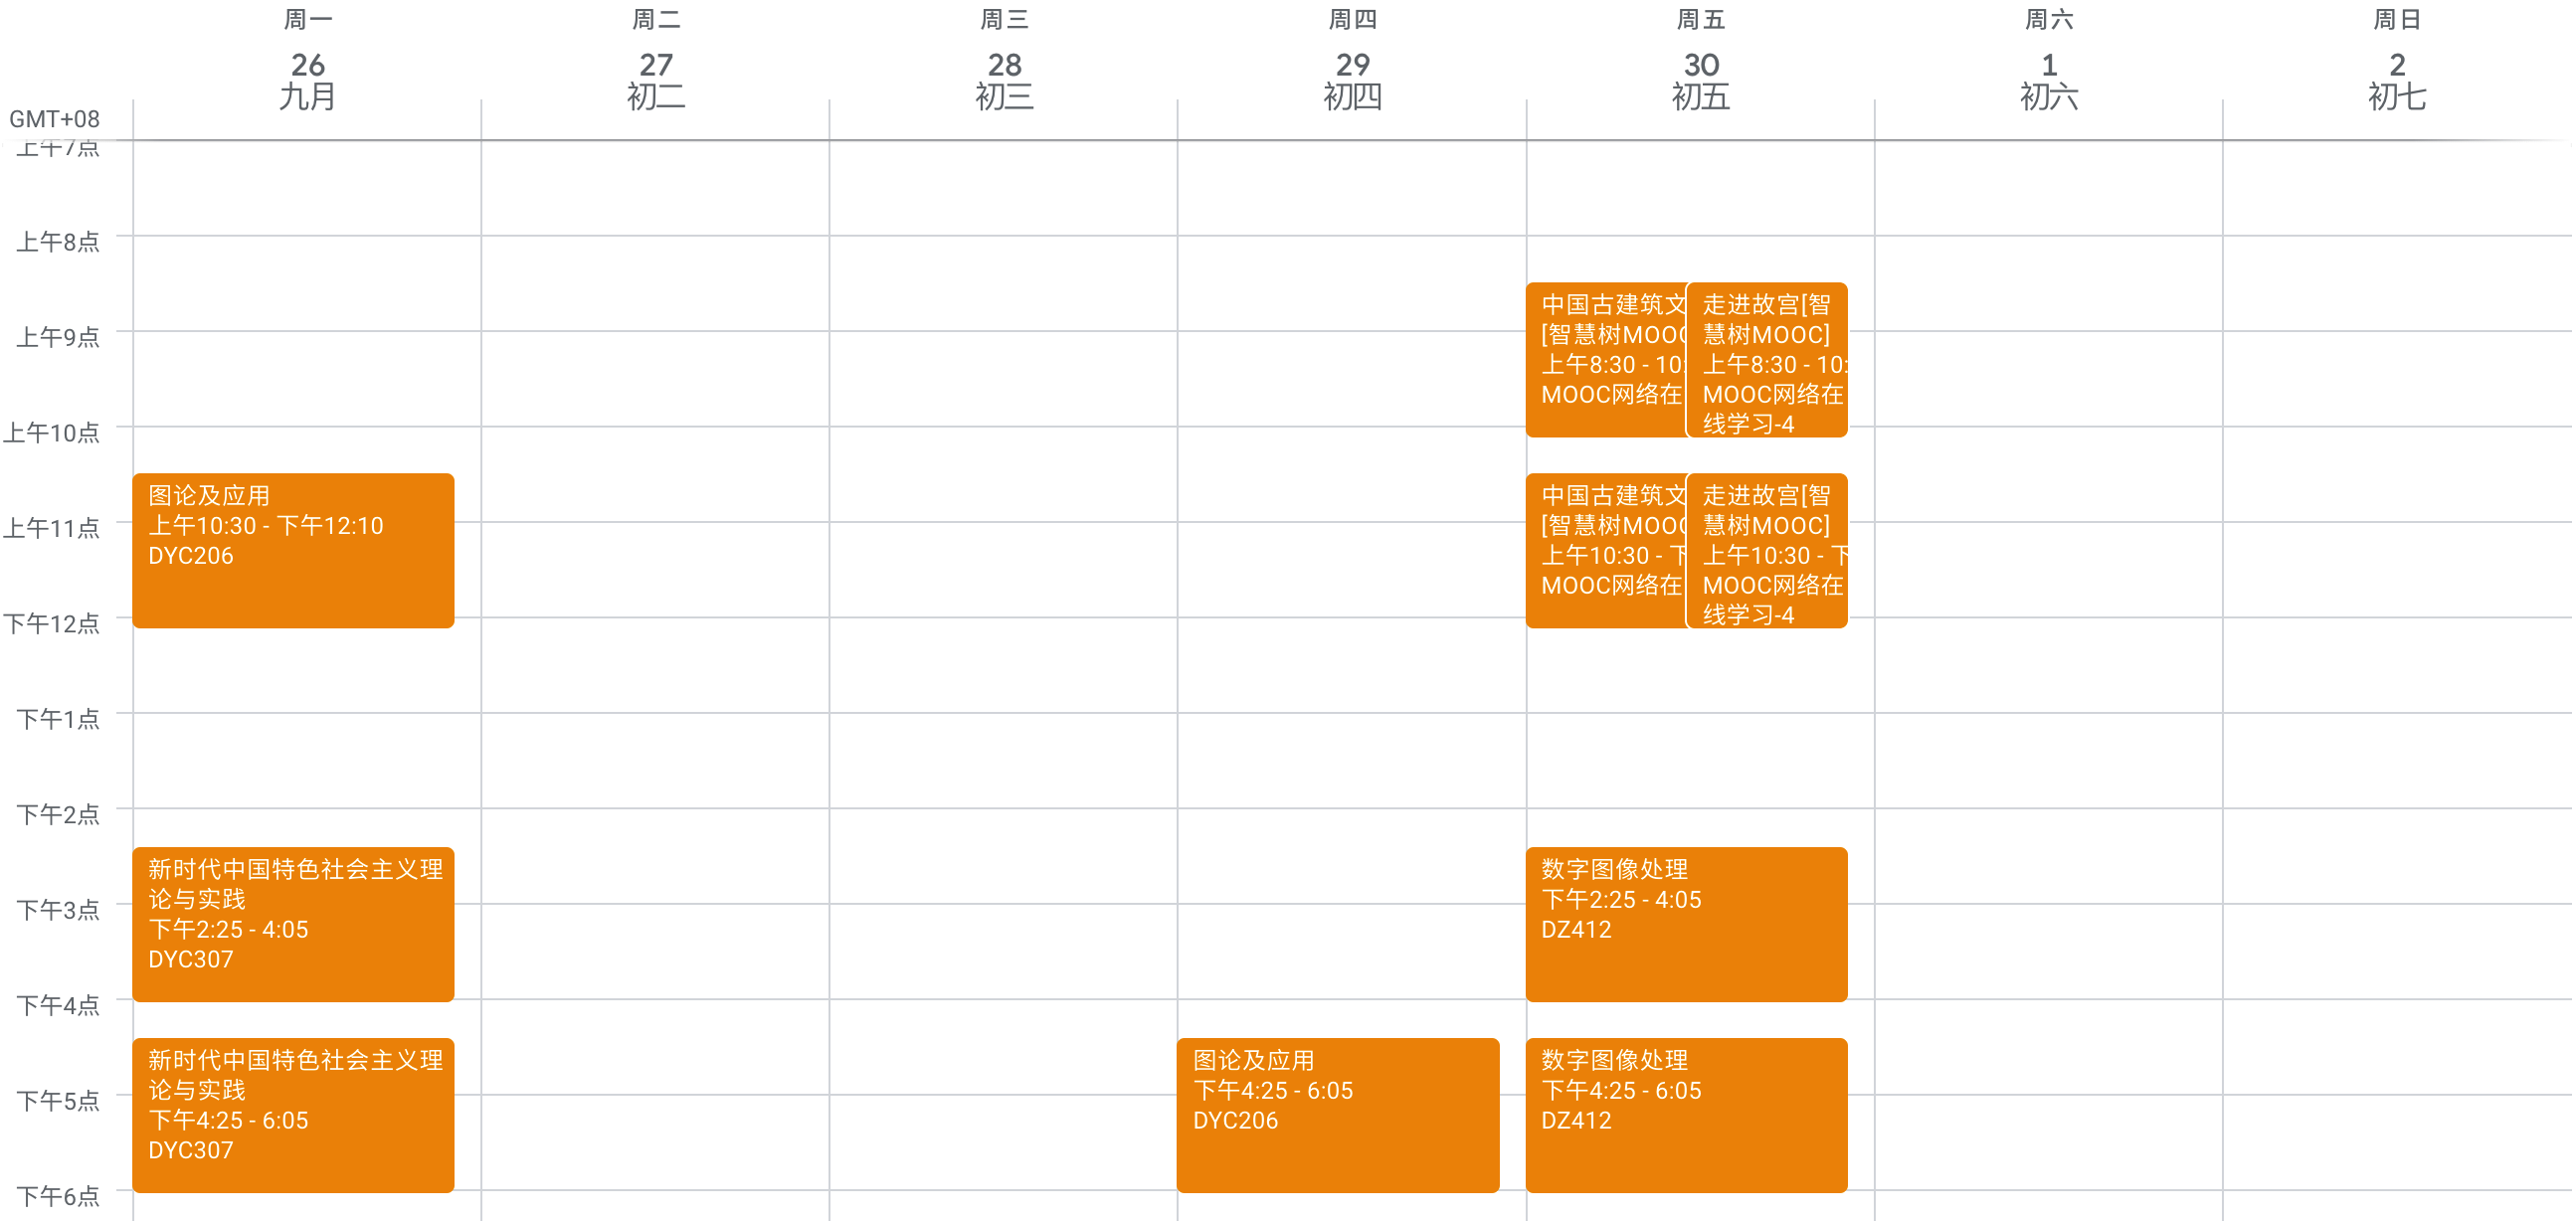 周一
周二
周三
周四
周五
周六
周日
26
27
28
29
30
1
2
九月
初二
初三
初四
初五
初六
初七
GMT+08
上午7点
上午8点
上午9点
上午10点
上午11点
下午12点
下午1点
下午2点
下午3点
下午4点
下午5点
下午6点
图论及应用
上午10:30 - 下午12:10
DYC206
新时代中国特色社会主义理
论与实践
下午2:25 - 4:05
DYC307
新时代中国特色社会主义理
论与实践
下午4:25 - 6:05
DYC307
图论及应用
下午4:25 - 6:05
DYC206
中国古建筑文
[智慧树MOOC
上午8:30 - 10:
MOOC网络在
走进故宫[智
慧树MOOC]
上午8:30 - 10:
MOOC网络在
线学习-4
中国古建筑文
[智慧树MOOC
上午10:30 - 下
MOOC网络在
走进故宫[智
慧树MOOC]
上午10:30 - 下
MOOC网络在
线学习-4
数字图像处理
下午2:25 - 4:05
DZ412
数字图像处理
下午4:25 - 6:05
DZ412